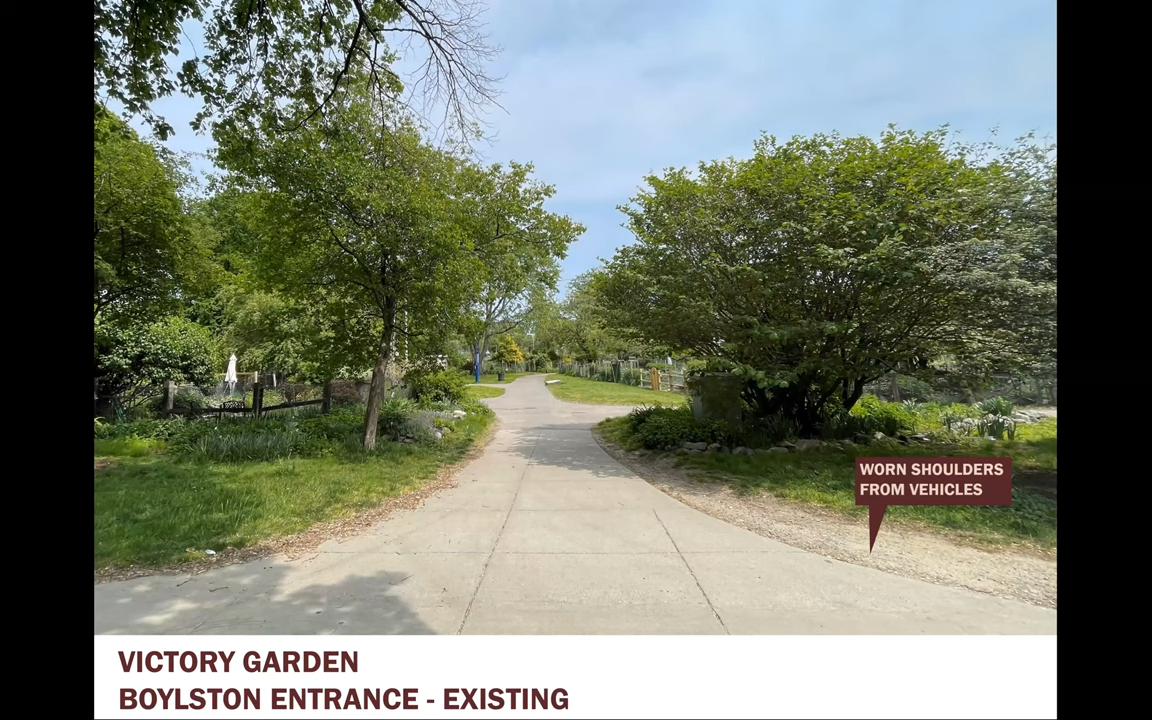 WORN SHOULDERS
FROM VEHICLES
VICTORY GARDEN
BOYLSTON ENTRANCE - EXISTING